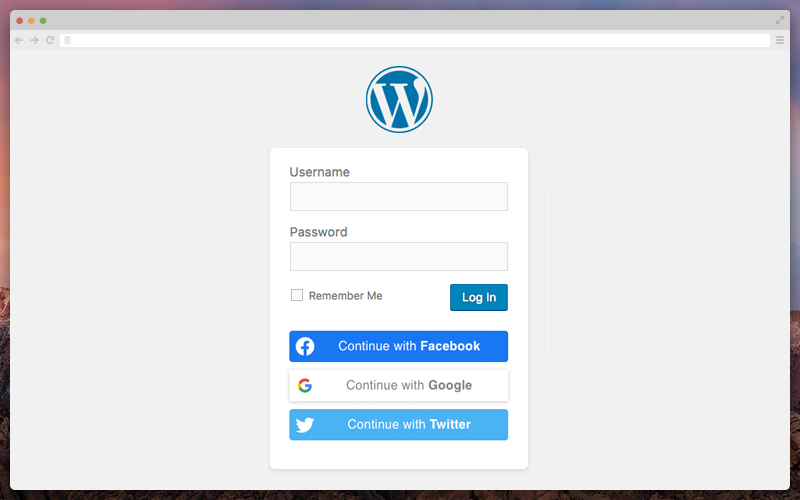 Username
Password
Remember Me
Log In
Continue with Facebook
Continue with Google
Continue with Twitter